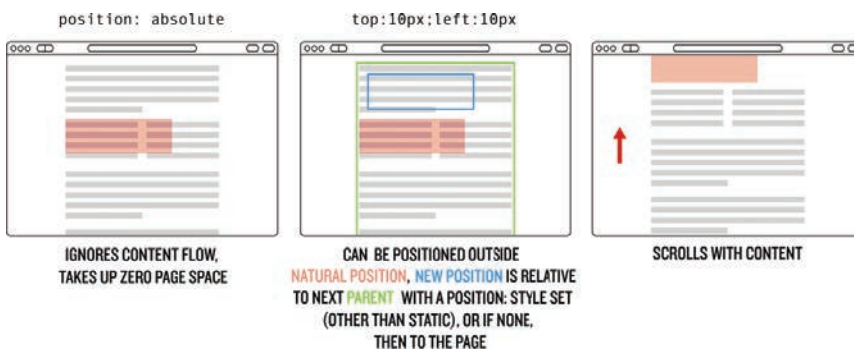 position: absolute
top:10px;left:10px
IGNORES CONTENT FLOW,
TAKES UP ZERO PAGE SPACE
CAN BE POSITIONED OUTSIDE
NATURAL POSITION, NEW POSITION IS RELATIVE
TO NEXT PARENT WITH A POSITION: STYLE SET
(OTHER THAN STATIC), OR IF NONE,
THEN TO THE PAGE
SCROLLS WITH CONTENT